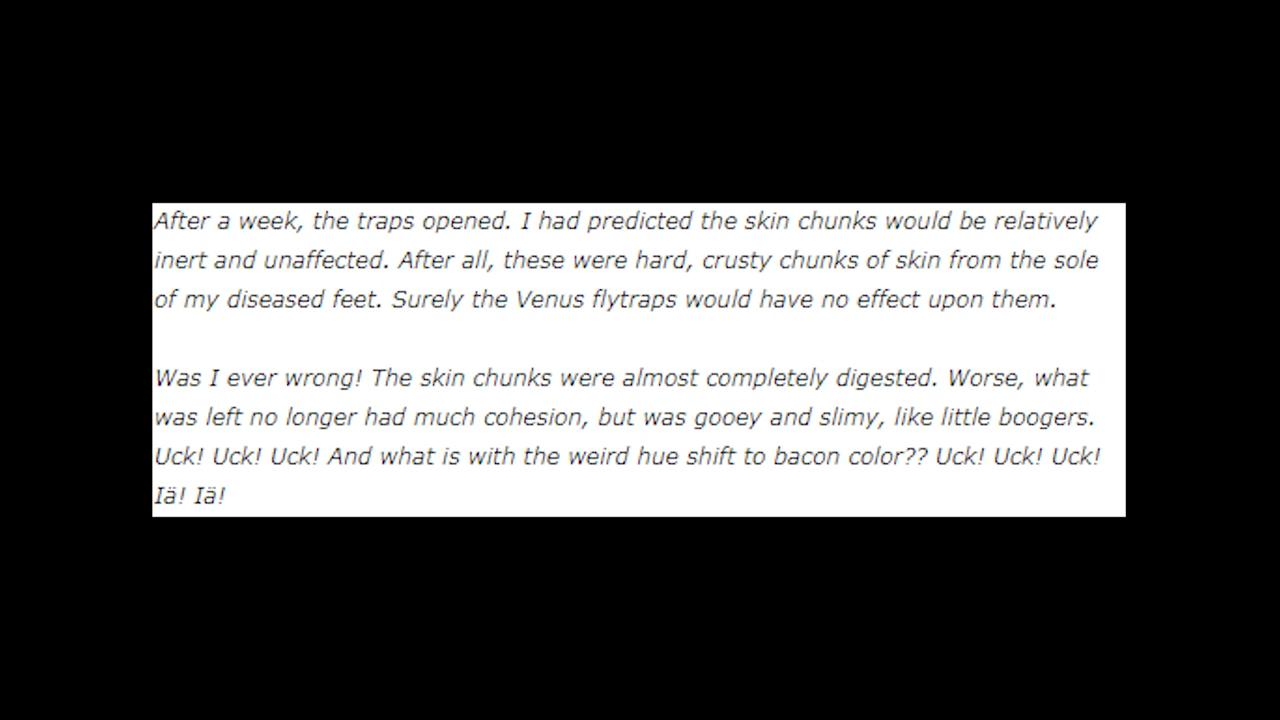 After a week, the traps opened. I had predicted the skin chunks would be relatively
inert and unaffected. After all, these were hard, crusty chunks of skin from the sole
of my diseased feet. Surely the Venus flytraps would have no effect upon them.
Was I ever wrong! The skin chunks were almost completely digested. Worse, what
was left no longer had much cohesion, but was gooey and slimy, like little boogers.
Uck! Uck! Uck! And what is with the weird hue shift to bacon color?? Uck! Uck! Uck!
Iä! Iä!